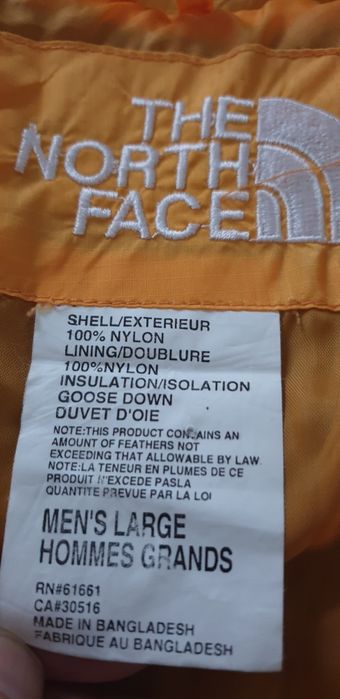 THE
NORTH
FACE
SHELL/EXTERIEUR
100% NYLON
LINING/DOUBLURE
100%NYLON
INSULATION/ISOLATION
GOOSE DOWN
DUVET D'OIE
NOTE:THIS PRODUCT CONTAINS AN
AMOUNT OF FEATHERS NOT
EXCEEDING THAT ALLOWABLE BY LAW
NOTE:LA TENEUR EN PLUMES DE CE
PRODUIT N'EXCEDE PASLA
QUANTITE PREVUE PAR LA LOI
MEN'S LARGE
HOMMES GRANDS
RN#61661
CA#30516
MADE IN BANGLADESH
FABRIQUE AU BANGLADESH